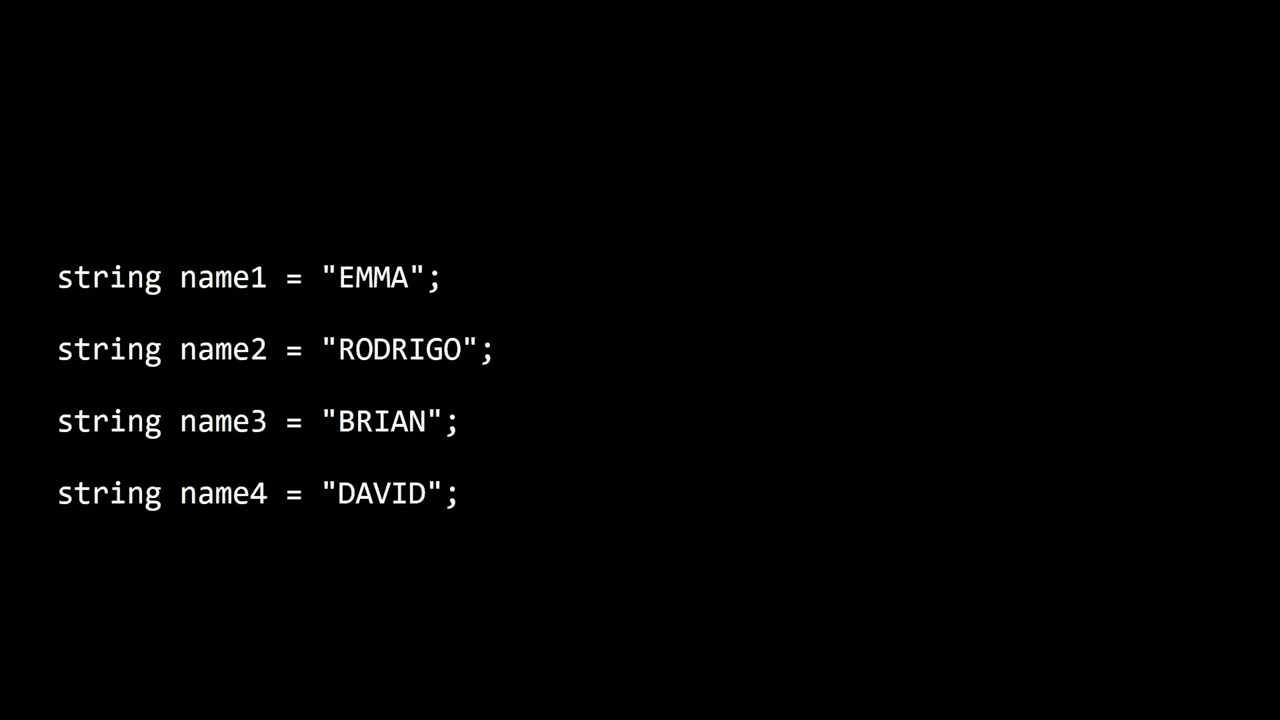 string name1 = "EMMA";
string name2 = "RODRIGO";
string name3 = "BRIAN";
string name4 = "DAVID";